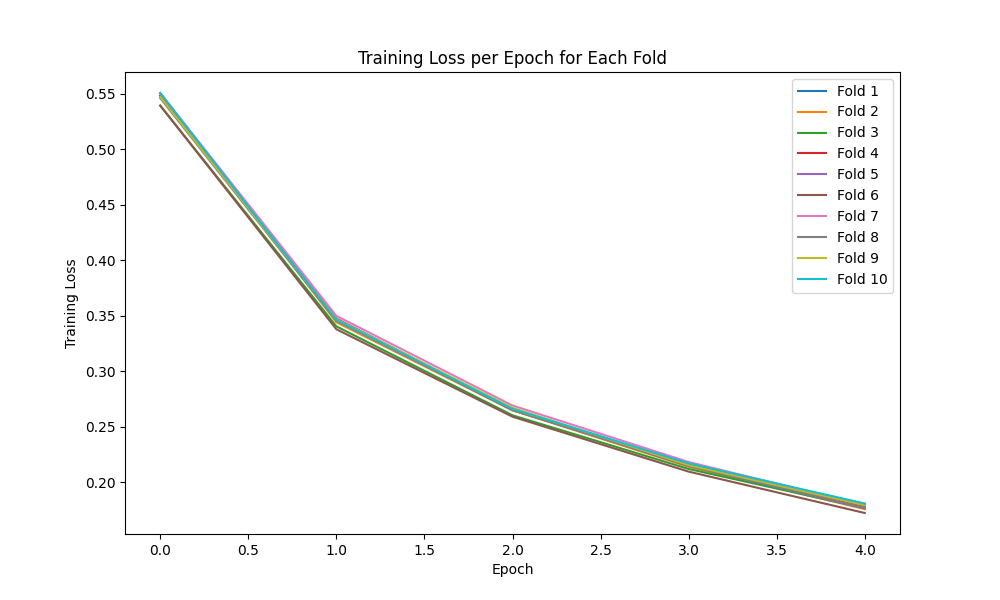 Training Loss per Epoch for Each Fold
Training Loss
0.55
0.50
0.45
0.40
0.35
0.30
0.25
0.20
Fold 1
Fold 2
Fold 3
Fold 4
Fold 5
Fold 6
Fold 7
Fold 8
Fold 9
Fold 10
0.0 0.5 1.0 1.5 2.0 2.5 3.0 3.5 4.0
Epoch